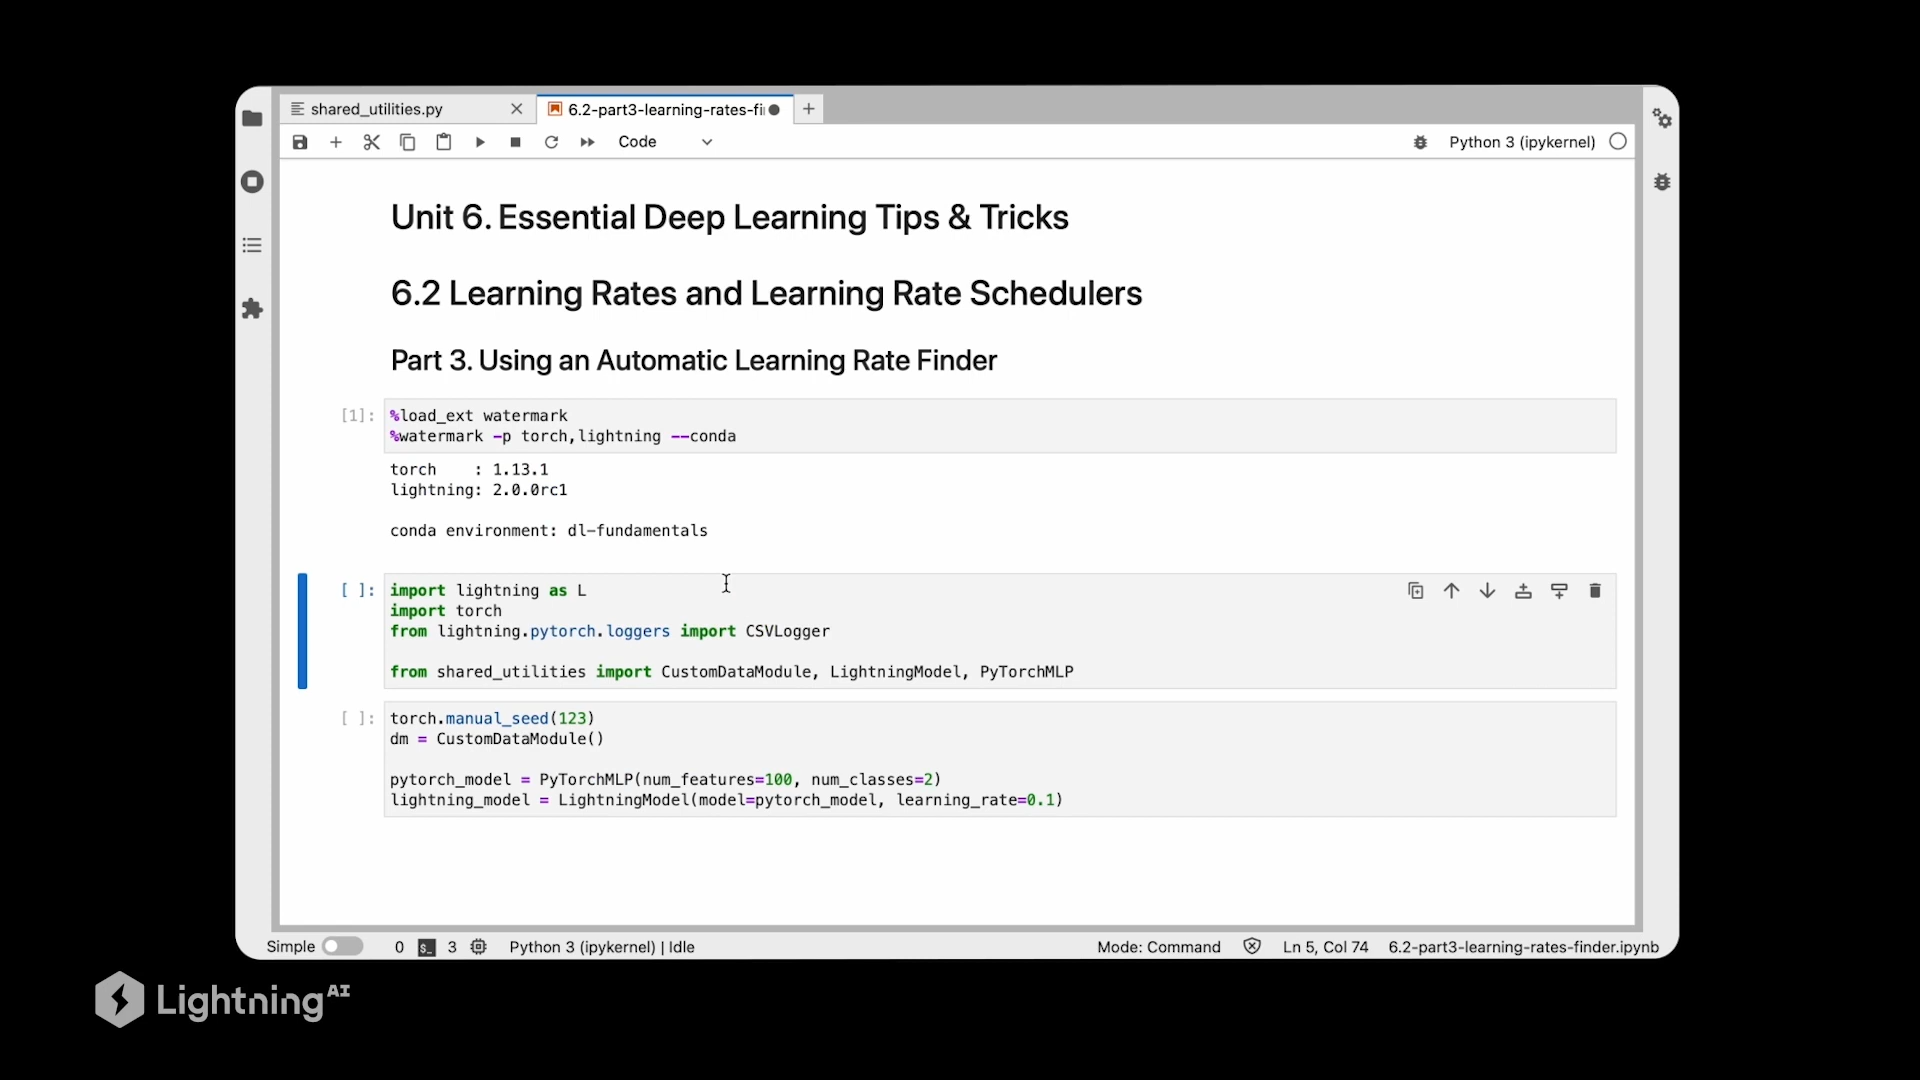 shared_utilities.py
6.2-part3-learning-rates-fi
Code
Python 3 (ipykernel)
Unit 6. Essential Deep Learning Tips & Tricks
6.2 Learning Rates and Learning Rate Schedulers
Part 3. Using an Automatic Learning Rate Finder
[1]:
%load_ext watermark
%watermark -p torch,lightning --conda
torch    : 1.13.1
lightning: 2.0.0rc1
conda environment: dl-fundamentals
[ ]:
import lightning as L
import torch
from lightning.pytorch.loggers import CSVLogger
from shared_utilities import CustomDataModule, LightningModel, PyTorchMLP
[ ]:
torch.manual_seed(123)
dm = CustomDataModule()
pytorch_model = PyTorchMLP(num_features=100, num_classes=2)
lightning_model = LightningModel(model=pytorch_model, learning_rate=0.1)
Simple 0 $_ 3 Python 3 (ipykernel) | Idle Mode: Command Ln 5, Col 74 6.2-part3-learning-rates-finder.ipynb
Lightning AI